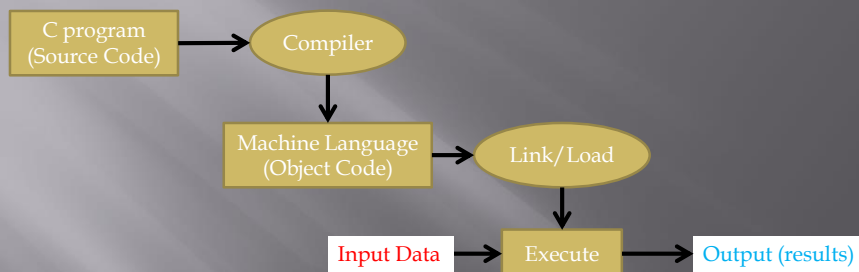 C program
(Source Code)
Compiler
Machine Language
(Object Code)
Link/Load
Input Data
Execute
Output (results)